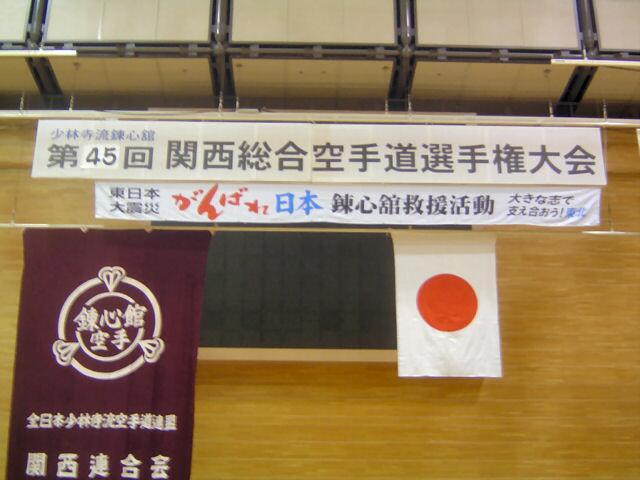 少林寺流錬心舘
第45回 関西総合空手道選手権大会
東日本
大震災
がんばれ 日本 錬心舘救援活動
大きな志で
支え合おう!東北
錬心館
空手
全日本少林寺流空手道連盟
関西連合会